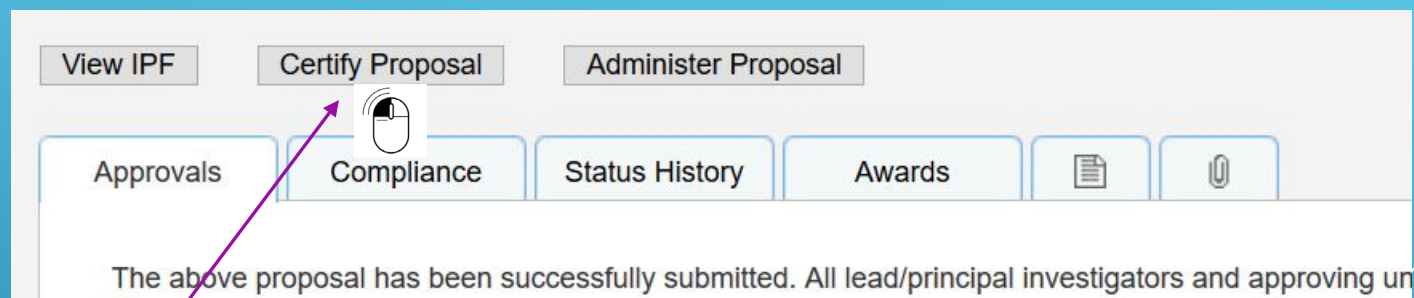 View IPF Certify Proposal Administer Proposal
Approvals Compliance Status History Awards
The above proposal has been successfully submitted. All lead/principal investigators and approving